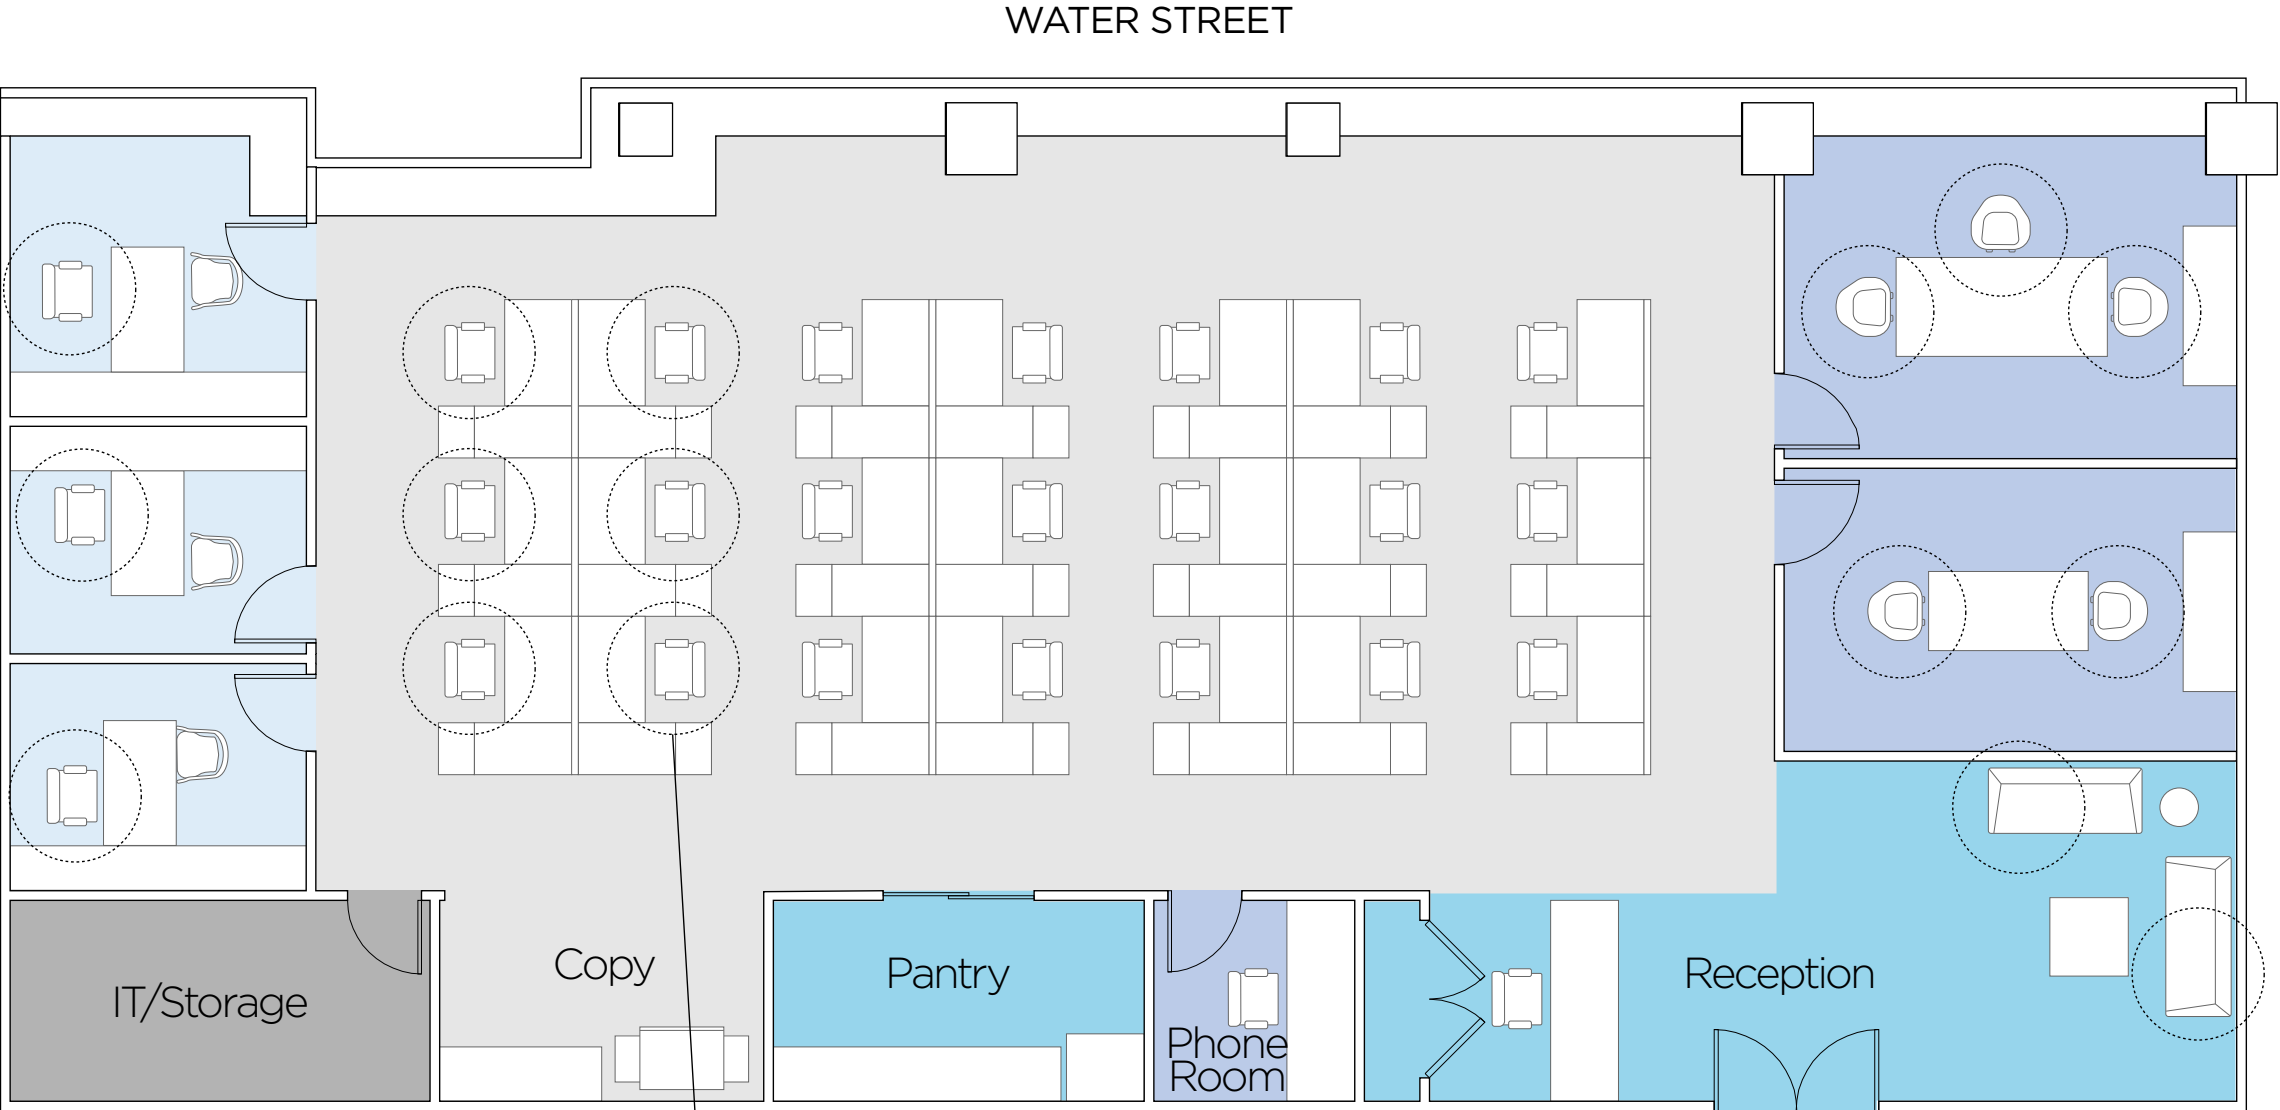 WATER STREET
Copy
Pantry
Reception
IT/Storage
Phone
Room